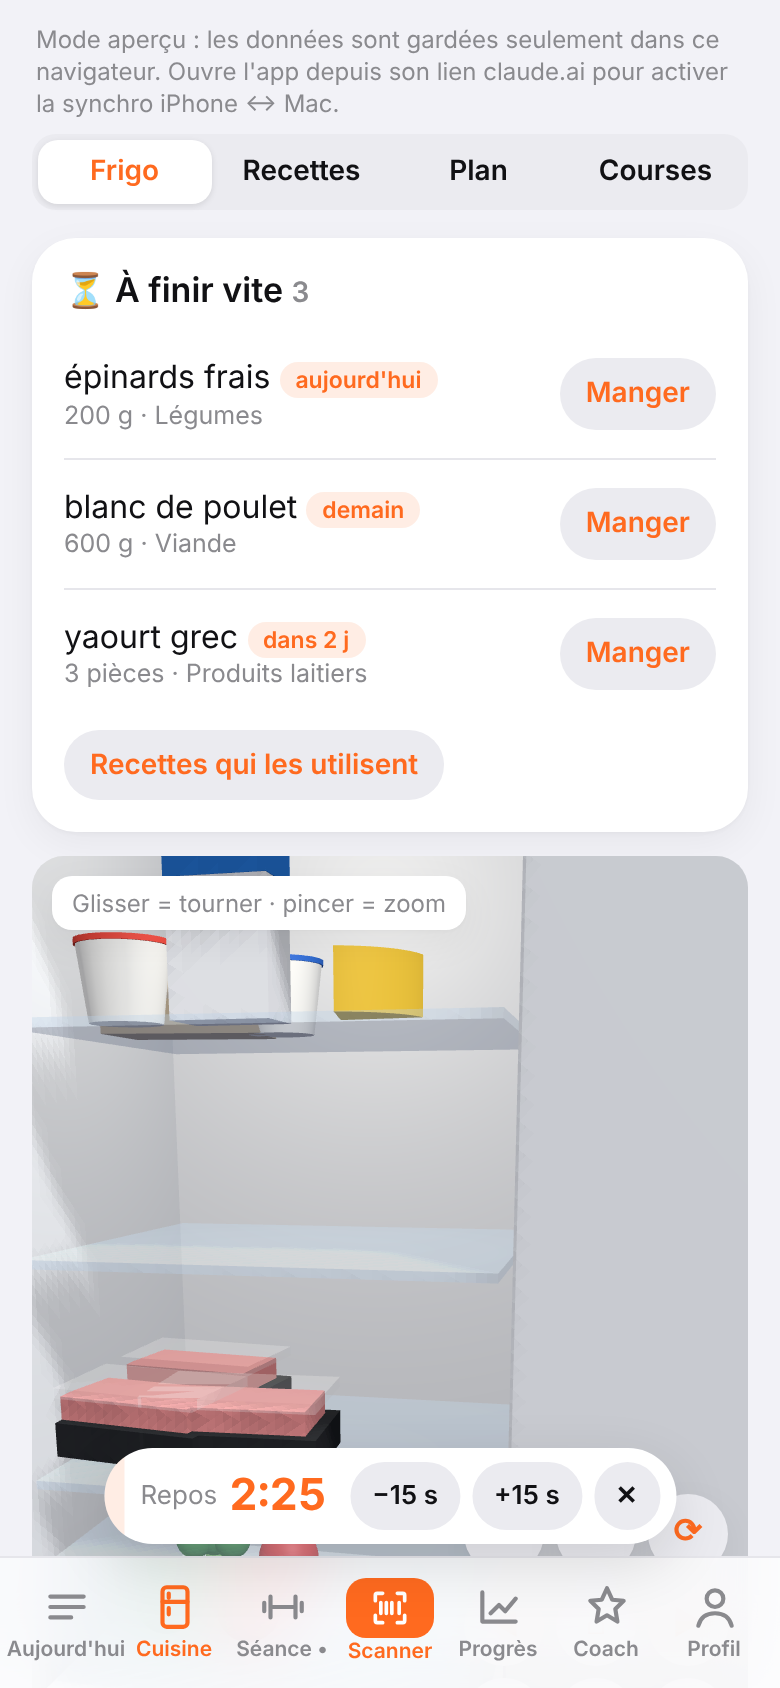 Mode aperçu : les données sont gardées seulement dans ce
navigateur. Ouvre l'app depuis son lien claude.ai pour activer
la synchro iPhone ↔ Mac.
Frigo Recettes Plan Courses
⏳ À finir vite 3
épinards frais aujourd'hui
200 g · Légumes
Manger
blanc de poulet demain
600 g · Viande
Manger
yaourt grec dans 2 j
3 pièces · Produits laitiers
Manger
Recettes qui les utilisent
Glisser = tourner · pincer = zoom
Repos 2:25 −15 s +15 s ✕
⟳
Aujourd'hui Cuisine Séance • Scanner Progrès Coach Profil